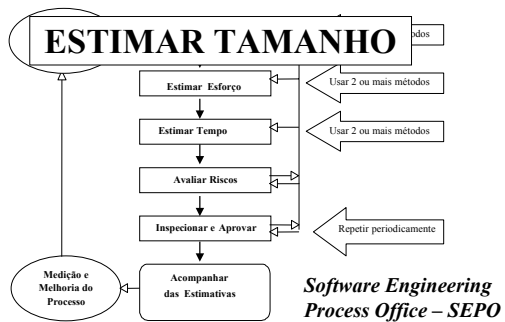 ESTIMAR TAMANHO
Estimar Esforço
Usar 2 ou mais métodos
Estimar Tempo
Usar 2 ou mais métodos
Avaliar Riscos
Inspecionar e Aprovar
Repetir periodicamente
Medição e
Melhoria do
Processo
Acompanhar
das Estimativas
Software Engineering
Process Office – SEPO